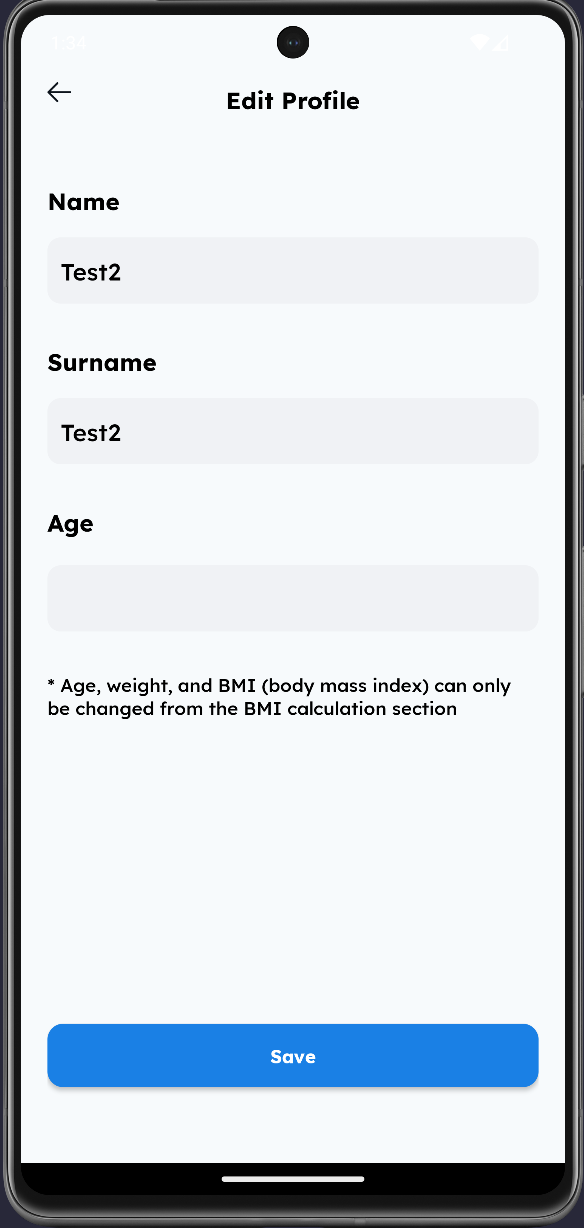 1:34
Edit Profile
Name
Test2
Surname
Test2
Age
* Age, weight, and BMI (body mass index) can only
be changed from the BMI calculation section
Save